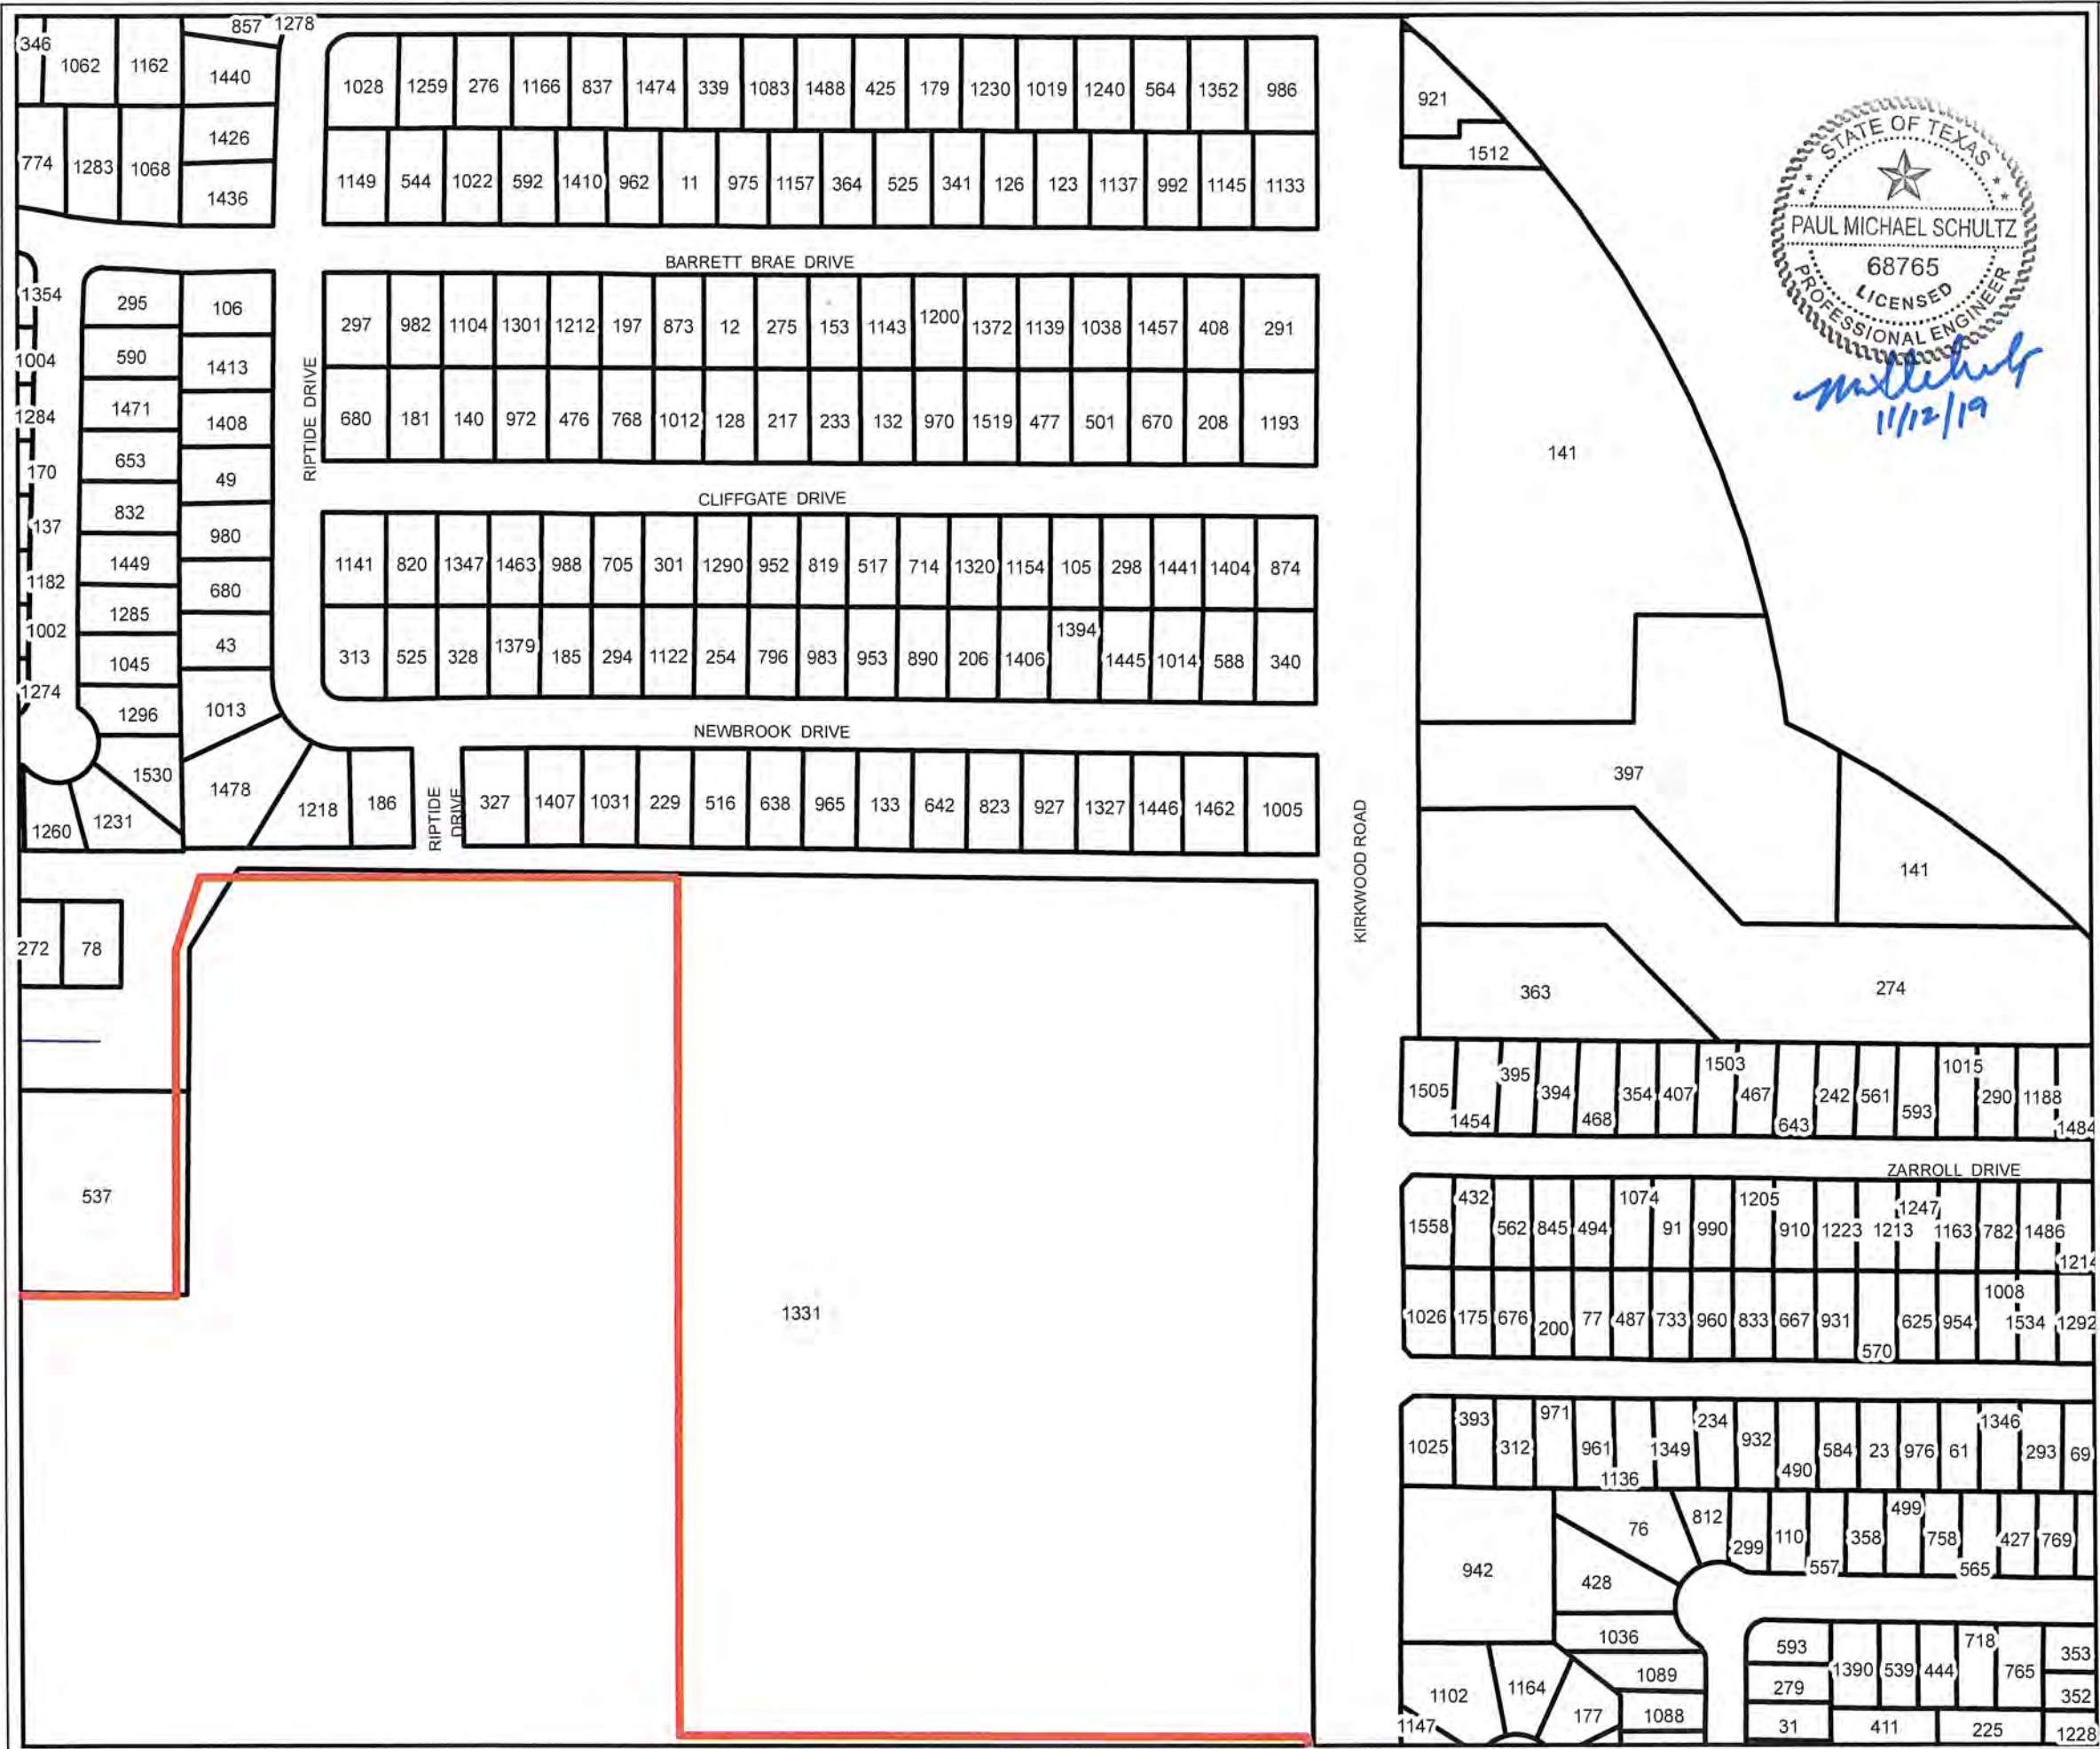 346
1062
1162
857
1278
1440
1426
1436
774
1283
1068
1028 1259 276 1166 837 1474 339 1083 1488 425 179 1230 1019 1240 564 1352 986
1149 544 1022 592 1410 962 11 975 1157 364 525 341 126 123 1137 992 1145 1133
BARRETT BRAE DRIVE
297 982 1104 1301 1212 197 873 12 275 153 1143 1200 1372 1139 1038 1457 408 291
680 181 140 972 476 768 1012 128 217 233 132 970 1519 477 501 670 208 1193
CLIFFGATE DRIVE
1141 820 1347 1463 988 705 301 1290 952 819 517 714 1320 1154 105 298 1441 1404 874
313 525 328 1379 185 294 1122 254 796 983 953 890 206 1406 1394 1445 1014 588 340
NEWBROOK DRIVE
327 1407 1031 229 516 638 965 133 642 823 927 1327 1446 1462 1005
RIPTIDE DRIVE
RIPTIDE
DRIVE
KIRKWOOD ROAD
1354
1004
1284
170
137
1182
1002
1274
295
590
1471
653
832
1449
1285
1045
1296
1530
1231
1260
106
1413
1408
49
980
680
43
1013
1478
1218
186
272 78
537
1331
921
1512
141
397
141
363
274
STATE OF TEXAS
PAUL MICHAEL SCHULTZ
68765
LICENSED
PROFESSIONAL ENGINEER
11/12/19
1505 1454 395 394 468 354 407 1503 467 643 242 561 593 1015 290 1188 1484
ZARROLL DRIVE
1558 432 562 845 494 1074 91 990 1205 910 1223 1213 1247 1163 782 1486 1214
1026 175 676 200 77 487 733 960 833 667 931 570 625 954 1008 1534 1292
1025 393 312 971 961 1136 1349 234 932 490 584 23 976 61 1346 293 69
942
76
812
299 110 557 358 499 758 565 427 769
428
1036
1089
1088
1102
1164
177
1147
593
279
31
1390 539 444 718 765
353
352
411 225 1228